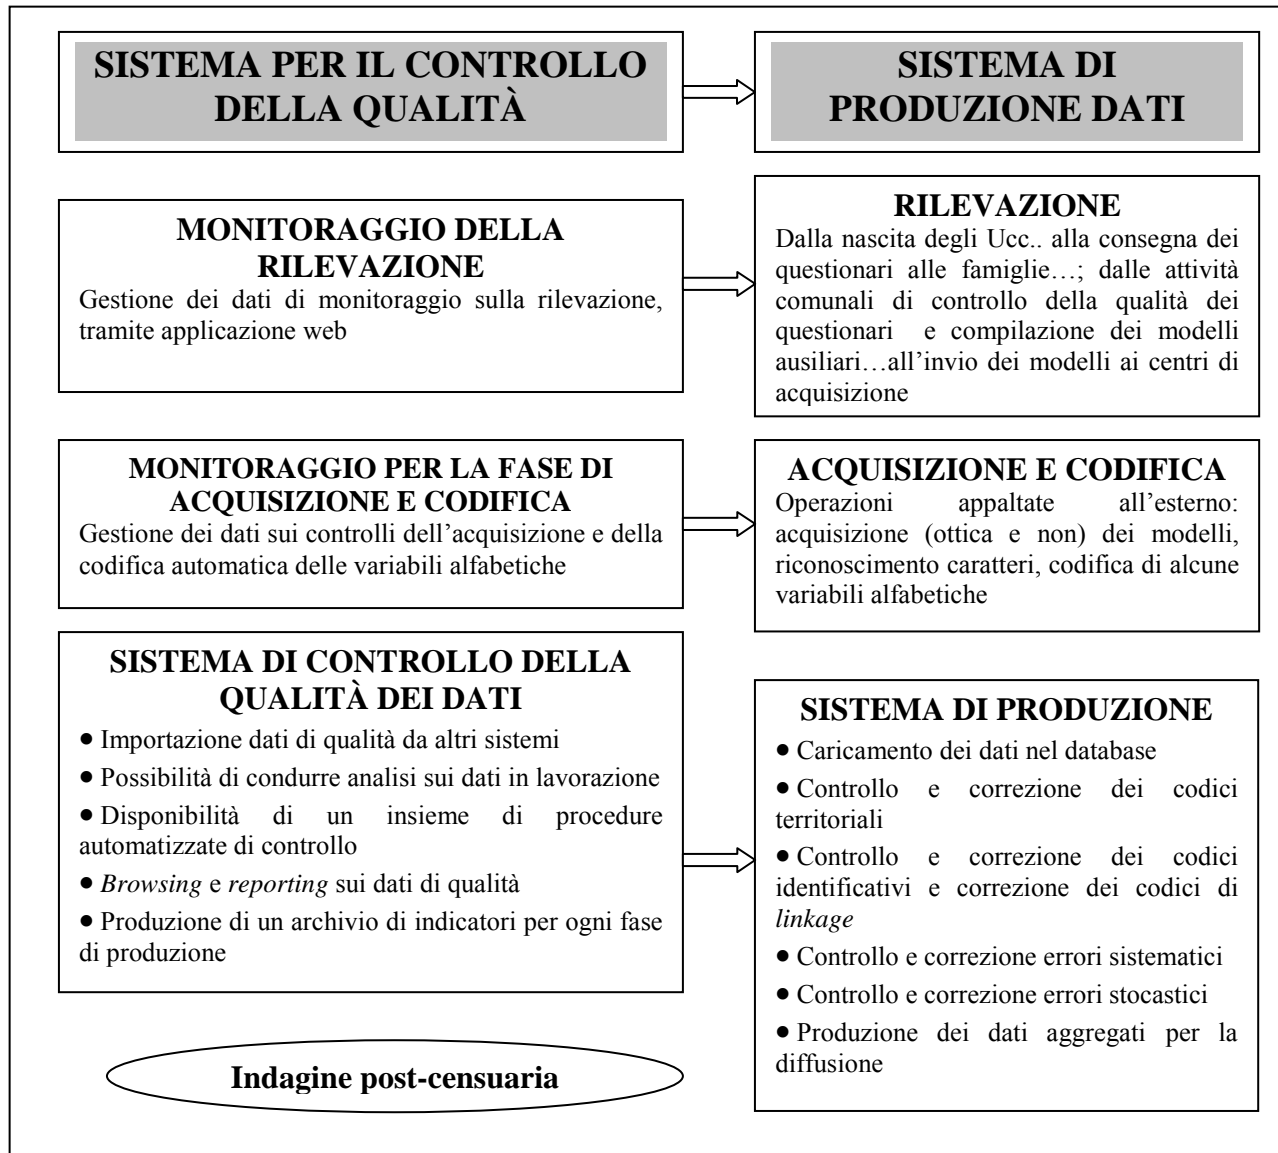 SISTEMA PER IL CONTROLLO
DELLA QUALITÀ
SISTEMA DI
PRODUZIONE DATI
MONITORAGGIO DELLA
RILEVAZIONE
Gestione dei dati di monitoraggio sulla rilevazione,
tramite applicazione web
RILEVAZIONE
Dalla nascita degli Ucc.. alla consegna dei
questionari alle famiglie…; dalle attività
comunali di controllo della qualità dei
questionari e compilazione dei modelli
ausiliari…all'invio dei modelli ai centri di
acquisizione
MONITORAGGIO PER LA FASE DI
ACQUISIZIONE E CODIFICA
Gestione dei dati sui controlli dell'acquisizione e della
codifica automatica delle variabili alfabetiche
ACQUISIZIONE E CODIFICA
Operazioni appaltate all'esterno:
acquisizione (ottica e non) dei modelli,
riconoscimento caratteri, codifica di alcune
variabili alfabetiche
SISTEMA DI CONTROLLO DELLA
QUALITÀ DEI DATI
• Importazione dati di qualità da altri sistemi
• Possibilità di condurre analisi sui dati in lavorazione
• Disponibilità di un insieme di procedure
automatizzate di controllo
• Browsing e reporting sui dati di qualità
• Produzione di un archivio di indicatori per ogni fase
di produzione
SISTEMA DI PRODUZIONE
• Caricamento dei dati nel database
• Controllo e correzione dei codici
territoriali
• Controllo e correzione dei codici
identificativi e correzione dei codici di
linkage
• Controllo e correzione errori sistematici
• Controllo e correzione errori stocastici
• Produzione dei dati aggregati per la
diffusione
Indagine post-censuaria